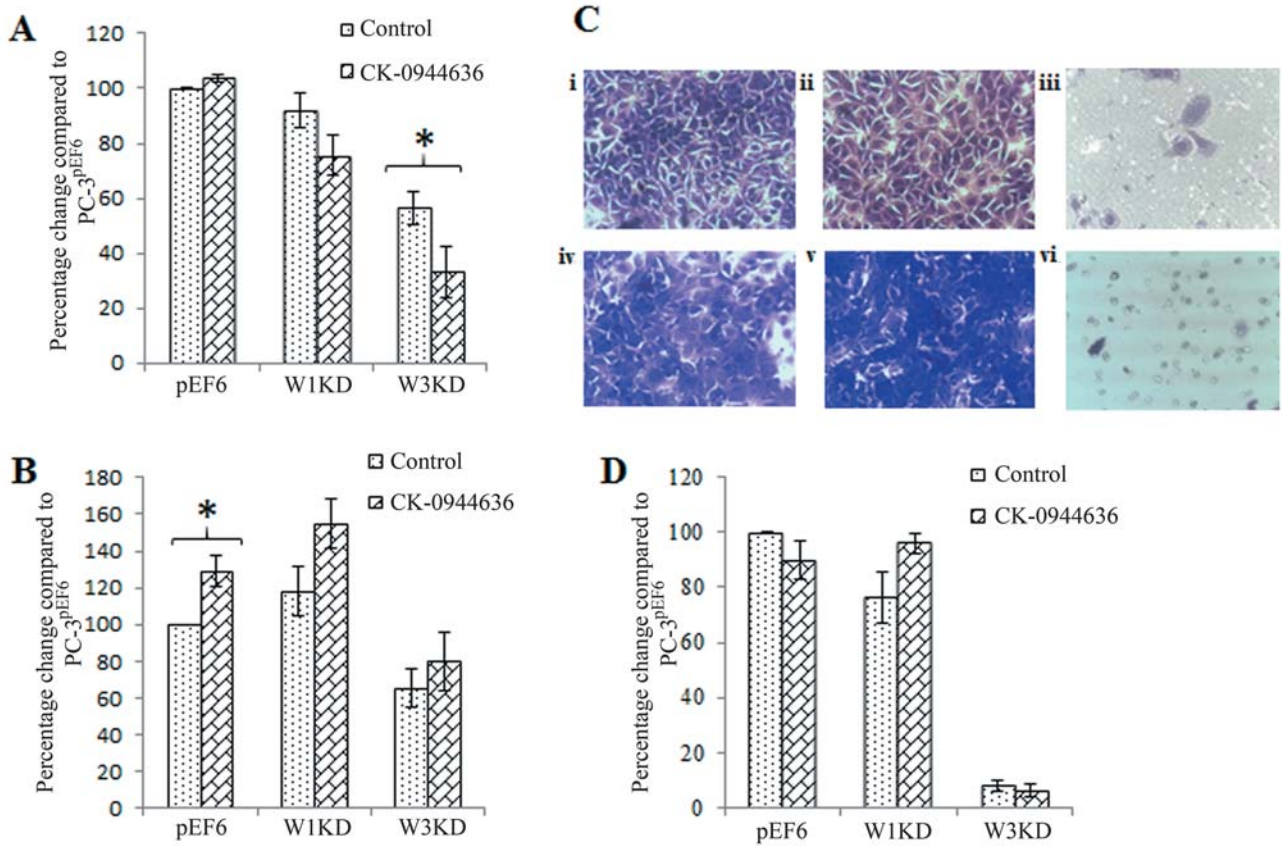 A
Percentage change compared to
PC-3pEF6
120
100
80
60
40
20
0
Control
CK-0944636
*
pEF6 W1KD W3KD
C
i ii iii
iv v vi
B
Percentage change compared to
PC-3pEF6
180
160
140
120
100
80
60
40
20
0
Control
CK-0944636
*
pEF6 W1KD W3KD
D
Percentage change compared to
PC-3pEF6
120
100
80
60
40
20
0
Control
CK-0944636
pEF6 W1KD W3KD